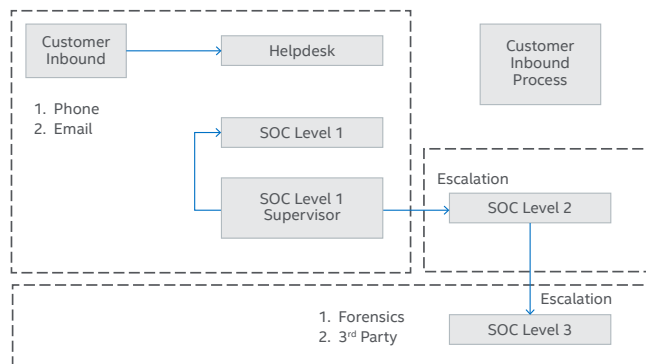 Customer
Inbound
Helpdesk
Customer
Inbound
Process
1. Phone
2. Email
SOC Level 1
SOC Level 1
Supervisor
Escalation
SOC Level 2
Escalation
1. Forensics
2. 3rd Party
SOC Level 3